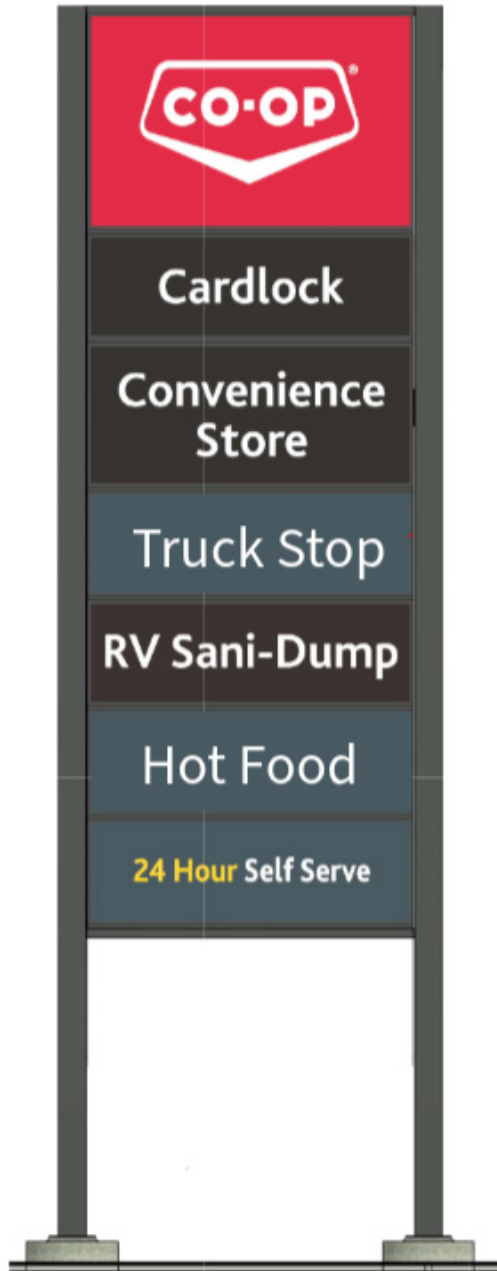 CO-OP®
Cardlock
Convenience
Store
Truck Stop
RV Sani-Dump
Hot Food
24 Hour Self Serve